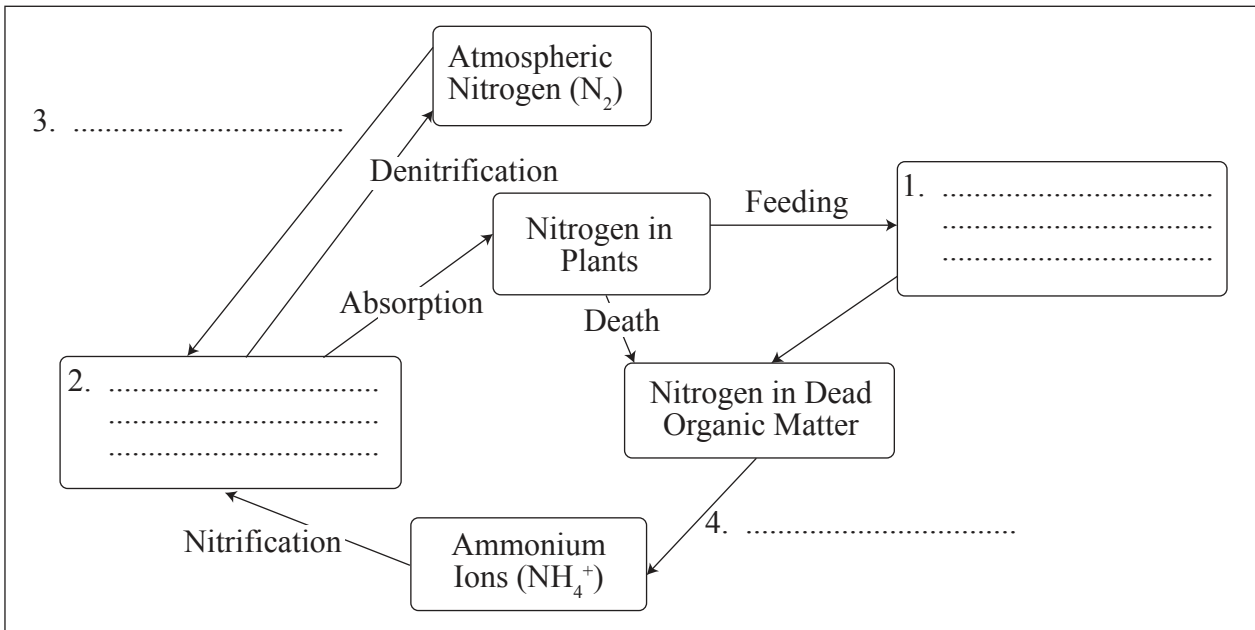 Atmospheric
Nitrogen (N₂)
3. ................................
Denitrification
1. ................................
................................
................................
Feeding
Nitrogen in
Plants
Absorption
Death
2. ................................
................................
................................
Nitrogen in Dead
Organic Matter
4. ................................
Nitrification
Ammonium
Ions (NH₄⁺)